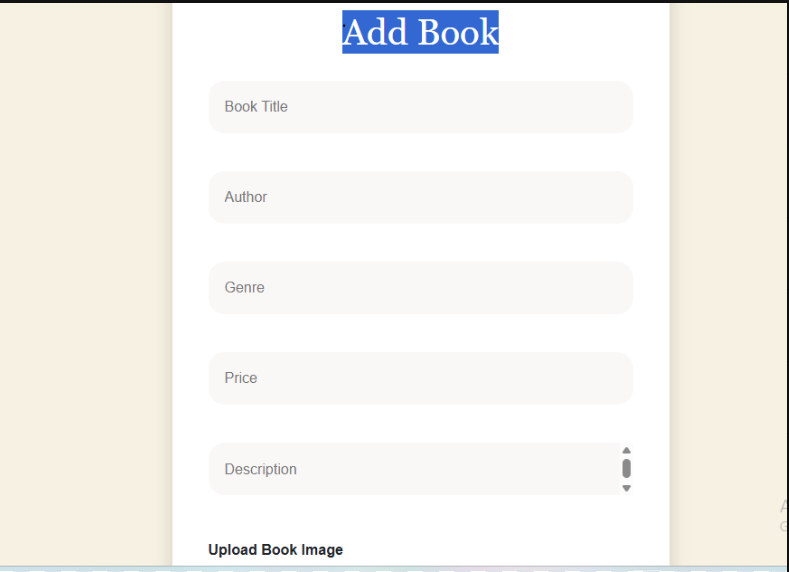 Add Book
Book Title
Author
Genre
Price
Description
Upload Book Image